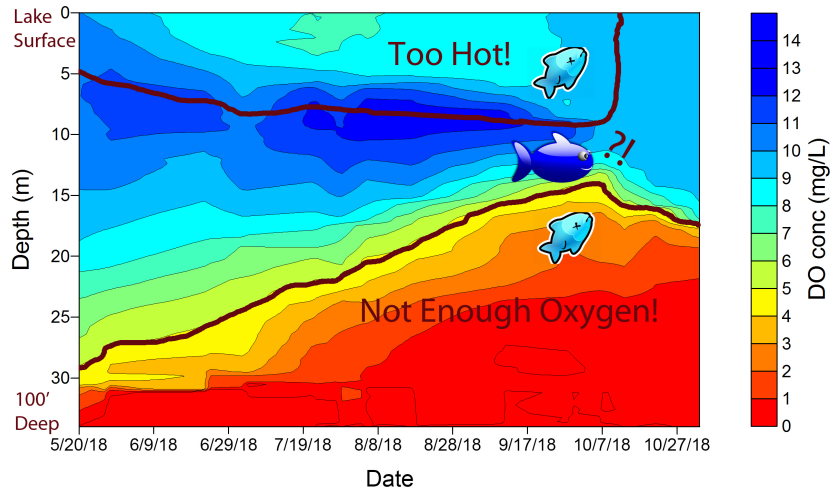 Lake
Surface
100'
Deep
0
5
10
15
20
25
30
Depth (m)
Too Hot!
?!
Not Enough Oxygen!
5/20/18 6/9/18 6/29/18 7/19/18 8/8/18 8/28/18 9/17/18 10/7/18 10/27/18
Date
14
13
12
11
10
9
8
7
6
5
4
3
2
1
0
DO conc (mg/L)